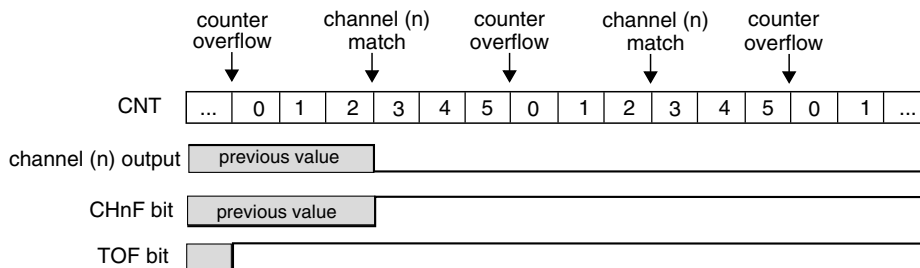 counter overflow
channel (n) match
counter overflow
channel (n) match
counter overflow
CNT ... 0 1 2 3 4 5 0 1 2 3 4 5 0 1 ...
channel (n) output previous value
CHnF bit previous value
TOF bit